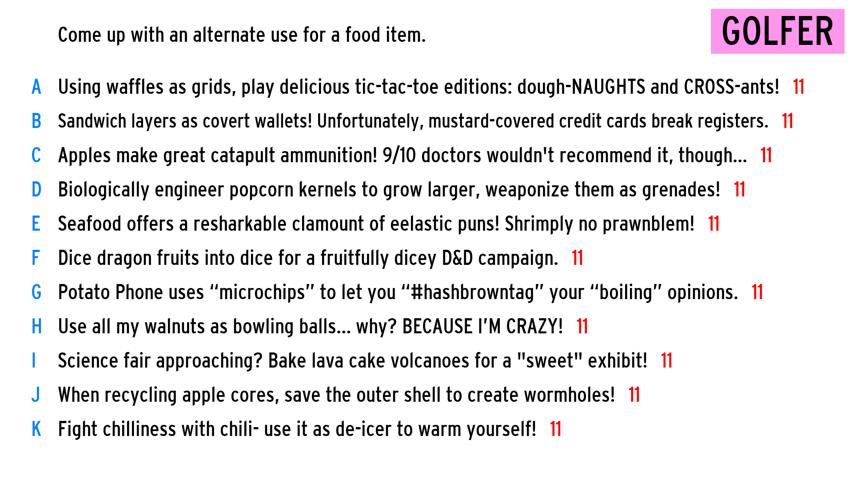 Come up with an alternate use for a food item.
GOLFER
A Using waffles as grids, play delicious tic-tac-toe editions: dough-NAUGHTS and CROSS-ants! 11
B Sandwich layers as covert wallets! Unfortunately, mustard-covered credit cards break registers. 11
C Apples make great catapult ammunition! 9/10 doctors wouldn't recommend it, though... 11
D Biologically engineer popcorn kernels to grow larger, weaponize them as grenades! 11
E Seafood offers a resharkable clamount of eelastic puns! Shrimply no prawnblem! 11
F Dice dragon fruits into dice for a fruitfully dicey D&D campaign. 11
G Potato Phone uses “microchips” to let you “#hashbrowntag” your “boiling” opinions. 11
H Use all my walnuts as bowling balls... why? BECAUSE I’M CRAZY! 11
I Science fair approaching? Bake lava cake volcanoes for a "sweet" exhibit! 11
J When recycling apple cores, save the outer shell to create wormholes! 11
K Fight chilliness with chili- use it as de-icer to warm yourself! 11